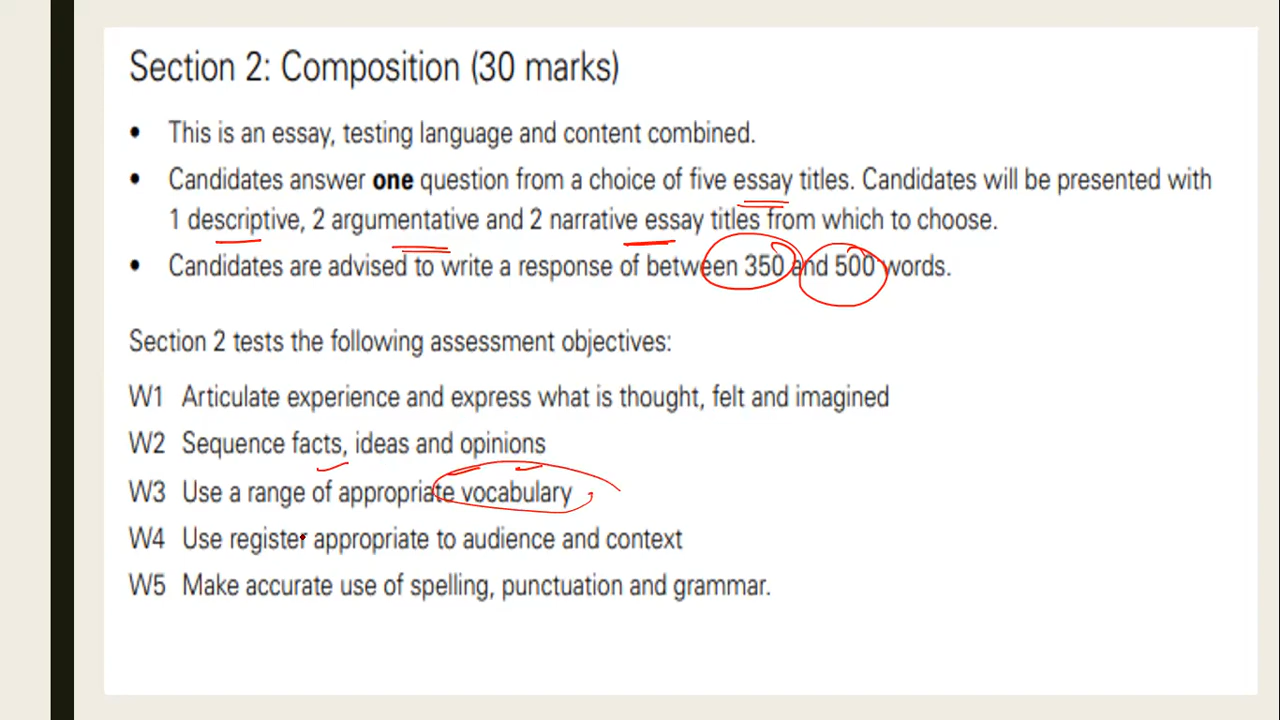 Section 2: Composition (30 marks)
• This is an essay, testing language and content combined.
• Candidates answer one question from a choice of five essay titles. Candidates will be presented with
1 descriptive, 2 argumentative and 2 narrative essay titles from which to choose.
• Candidates are advised to write a response of between 350 and 500 words.
Section 2 tests the following assessment objectives:
W1 Articulate experience and express what is thought, felt and imagined
W2 Sequence facts, ideas and opinions
W3 Use a range of appropriate vocabulary
W4 Use register appropriate to audience and context
W5 Make accurate use of spelling, punctuation and grammar.